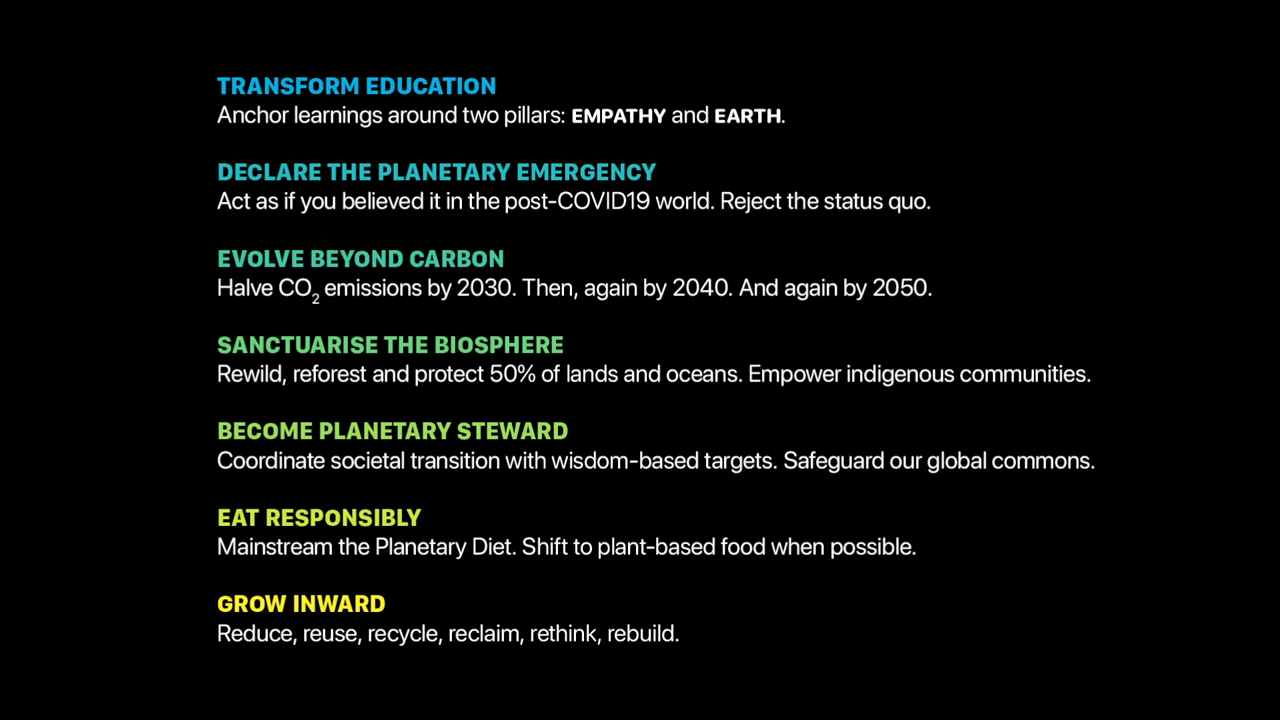 TRANSFORM EDUCATION
Anchor learnings around two pillars: EMPATHY and EARTH.
DECLARE THE PLANETARY EMERGENCY
Act as if you believed it in the post-COVID19 world. Reject the status quo.
EVOLVE BEYOND CARBON
Halve CO₂ emissions by 2030. Then, again by 2040. And again by 2050.
SANCTUARISE THE BIOSPHERE
Rewild, reforest and protect 50% of lands and oceans. Empower indigenous communities.
BECOME PLANETARY STEWARD
Coordinate societal transition with wisdom-based targets. Safeguard our global commons.
EAT RESPONSIBLY
Mainstream the Planetary Diet. Shift to plant-based food when possible.
GROW INWARD
Reduce, reuse, recycle, reclaim, rethink, rebuild.